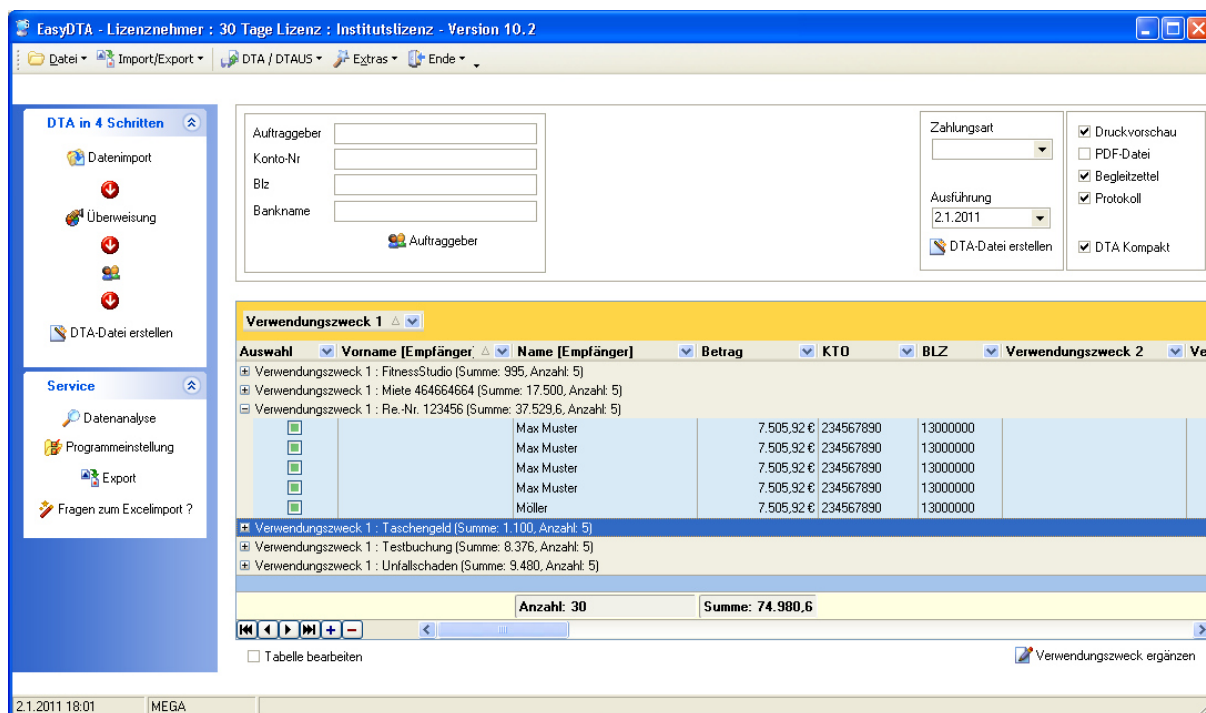 EasyDTA - Lizenznehmer : 30 Tage Lizenz : Institutslizenz - Version 10.2
Datei Import/Export DTA / DTAUS Extras Ende
DTA in 4 Schritten
Datenimport
Überweisung
DTA-Datei erstellen
Service
Datenanalyse
Programmeinstellung
Export
Fragen zum Excelimport ?
Auftraggeber
Konto-Nr
Blz
Bankname
Auftraggeber
Zahlungsart
Ausführung
2.1.2011
DTA-Datei erstellen
Druckvorschau
PDF-Datei
Begleitzettel
Protokoll
DTA Kompakt
Verwendungszweck 1
Auswahl Vorname [Empfänger] Name [Empfänger] Betrag KTO BLZ Verwendungszweck 2 Ve
Verwendungszweck 1 : FitnessStudio (Summe: 995, Anzahl: 5)
Verwendungszweck 1 : Miete 464664664 (Summe: 17.500, Anzahl: 5)
Verwendungszweck 1 : Re.-Nr. 123456 (Summe: 37.529,6, Anzahl: 5)
Max Muster 7.505,92 € 234567890 13000000
Max Muster 7.505,92 € 234567890 13000000
Max Muster 7.505,92 € 234567890 13000000
Max Muster 7.505,92 € 234567890 13000000
Möller 7.505,92 € 234567890 13000000
Verwendungszweck 1 : Taschengeld (Summe: 1.100, Anzahl: 5)
Verwendungszweck 1 : Testbuchung (Summe: 8.376, Anzahl: 5)
Verwendungszweck 1 : Unfallschaden (Summe: 9.480, Anzahl: 5)
Anzahl: 30 Summe: 74.980,6
Tabelle bearbeiten
Verwendungszweck ergänzen
2.1.2011 18:01 MEGA